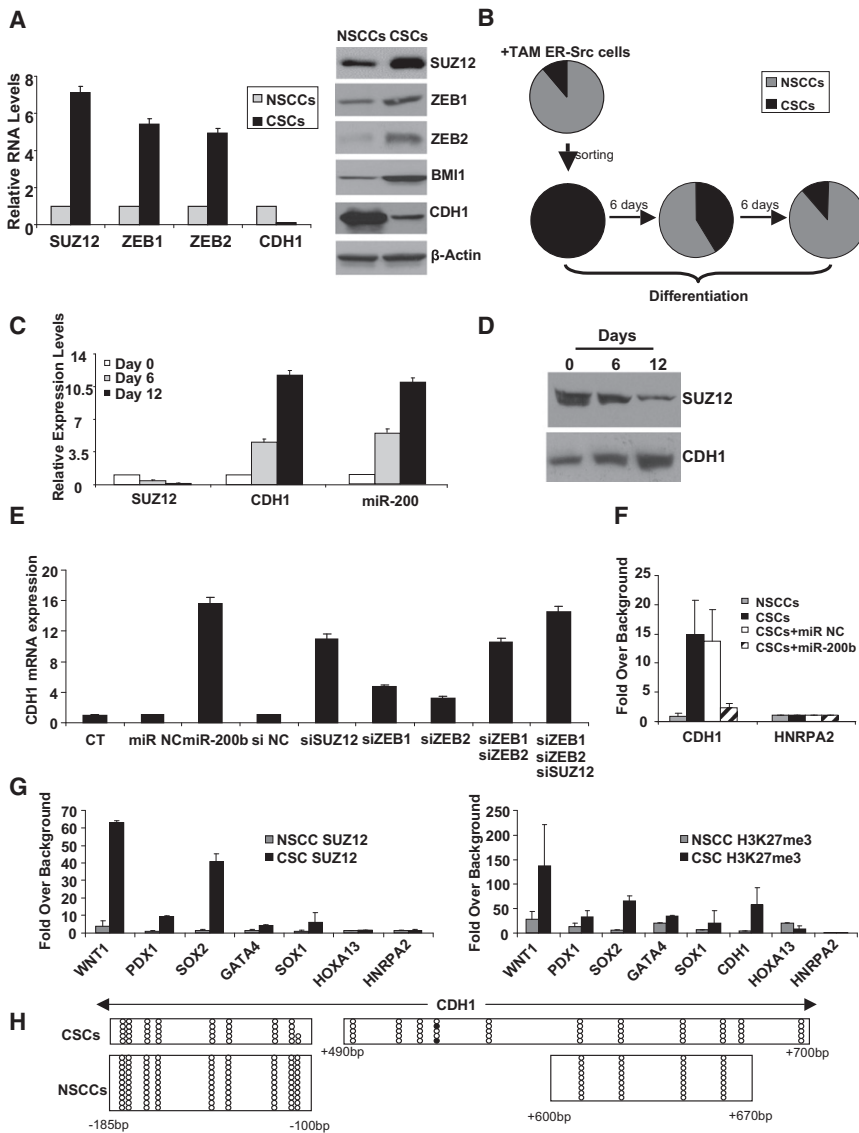 A
Relative RNA Levels
8
6
4
2
0
NSCCs
CSCs
SUZ12 ZEB1 ZEB2 CDH1
NSCCs CSCs
SUZ12
ZEB1
ZEB2
BMI1
CDH1
β-Actin
B
+TAM ER-Src cells
NSCCs
CSCs
sorting
6 days
6 days
Differentiation
C
Relative Expression Levels
14
10.5
7
3.5
0
Day 0
Day 6
Day 12
SUZ12 CDH1 miR-200
D
Days
0 6 12
SUZ12
CDH1
E
CDH1 mRNA expression
20
16
12
8
4
0
CT miR NC miR-200b si NC siSUZ12 siZEB1 siZEB2 siZEB1 siZEB1
siZEB2 siZEB2
siSUZ12
F
Fold Over Background
25
20
15
10
5
0
NSCCs
CSCs
CSCs+miR NC
CSCs+miR-200b
CDH1 HNRPA2
G
Fold Over Background
70
60
50
40
30
20
10
0
NSCC SUZ12
CSC SUZ12
WNT1 PDX1 SOX2 GATA4 SOX1 HOXA13 HNRPA2
Fold Over Background
250
200
150
100
50
0
NSCC H3K27me3
CSC H3K27me3
WNT1 PDX1 SOX2 GATA4 SOX1 CDH1 HOXA13 HNRPA2
H
CDH1
CSCs
+490bp +700bp
NSCCs
-185bp -100bp +600bp +670bp